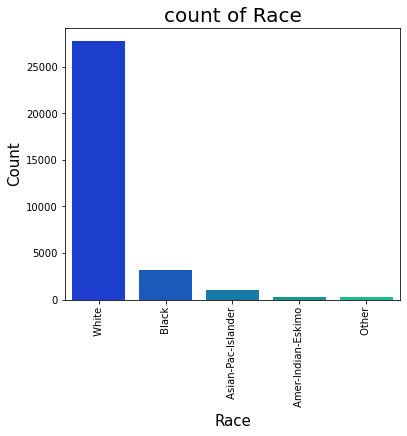 count of Race
Count
25000
20000
15000
10000
5000
0
White
Black
Asian-Pac-Islander
Amer-Indian-Eskimo
Other
Race